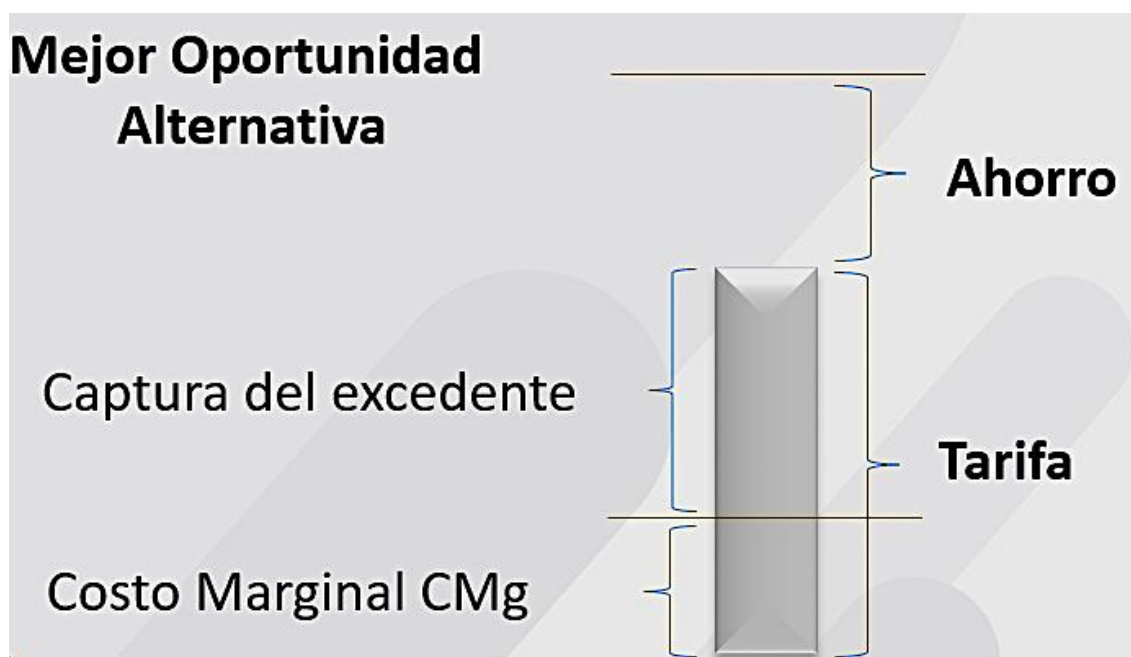 Mejor Oportunidad
Alternativa
Ahorro
Captura del excedente
Tarifa
Costo Marginal CMg